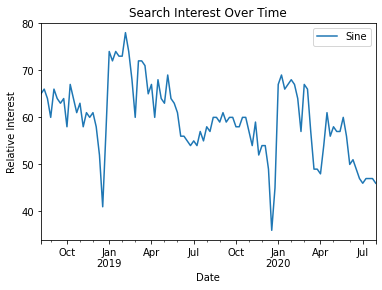 Search Interest Over Time
Sine
Relative Interest
80
70
60
50
40
Oct Jan Apr Jul Oct Jan Apr Jul
2019 2020
Date